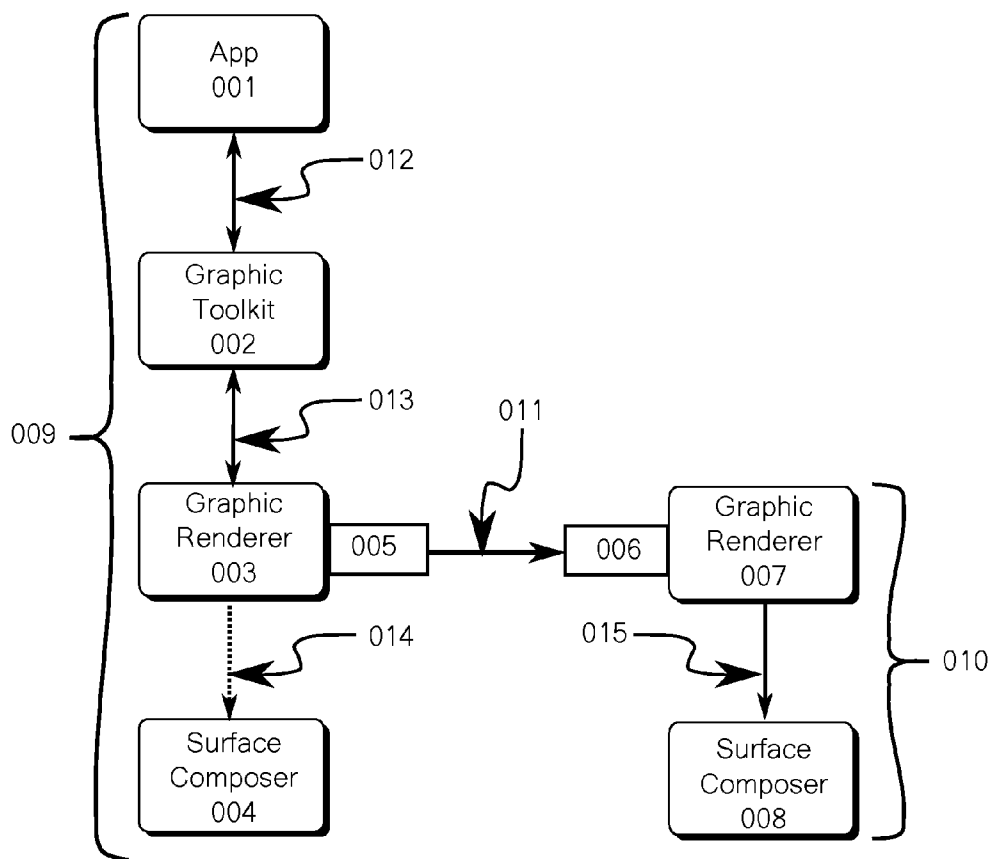 App
001
012
Graphic
Toolkit
002
013
011
009
Graphic
Renderer
003
005
006
Graphic
Renderer
007
014
015
010
Surface
Composer
004
Surface
Composer
008